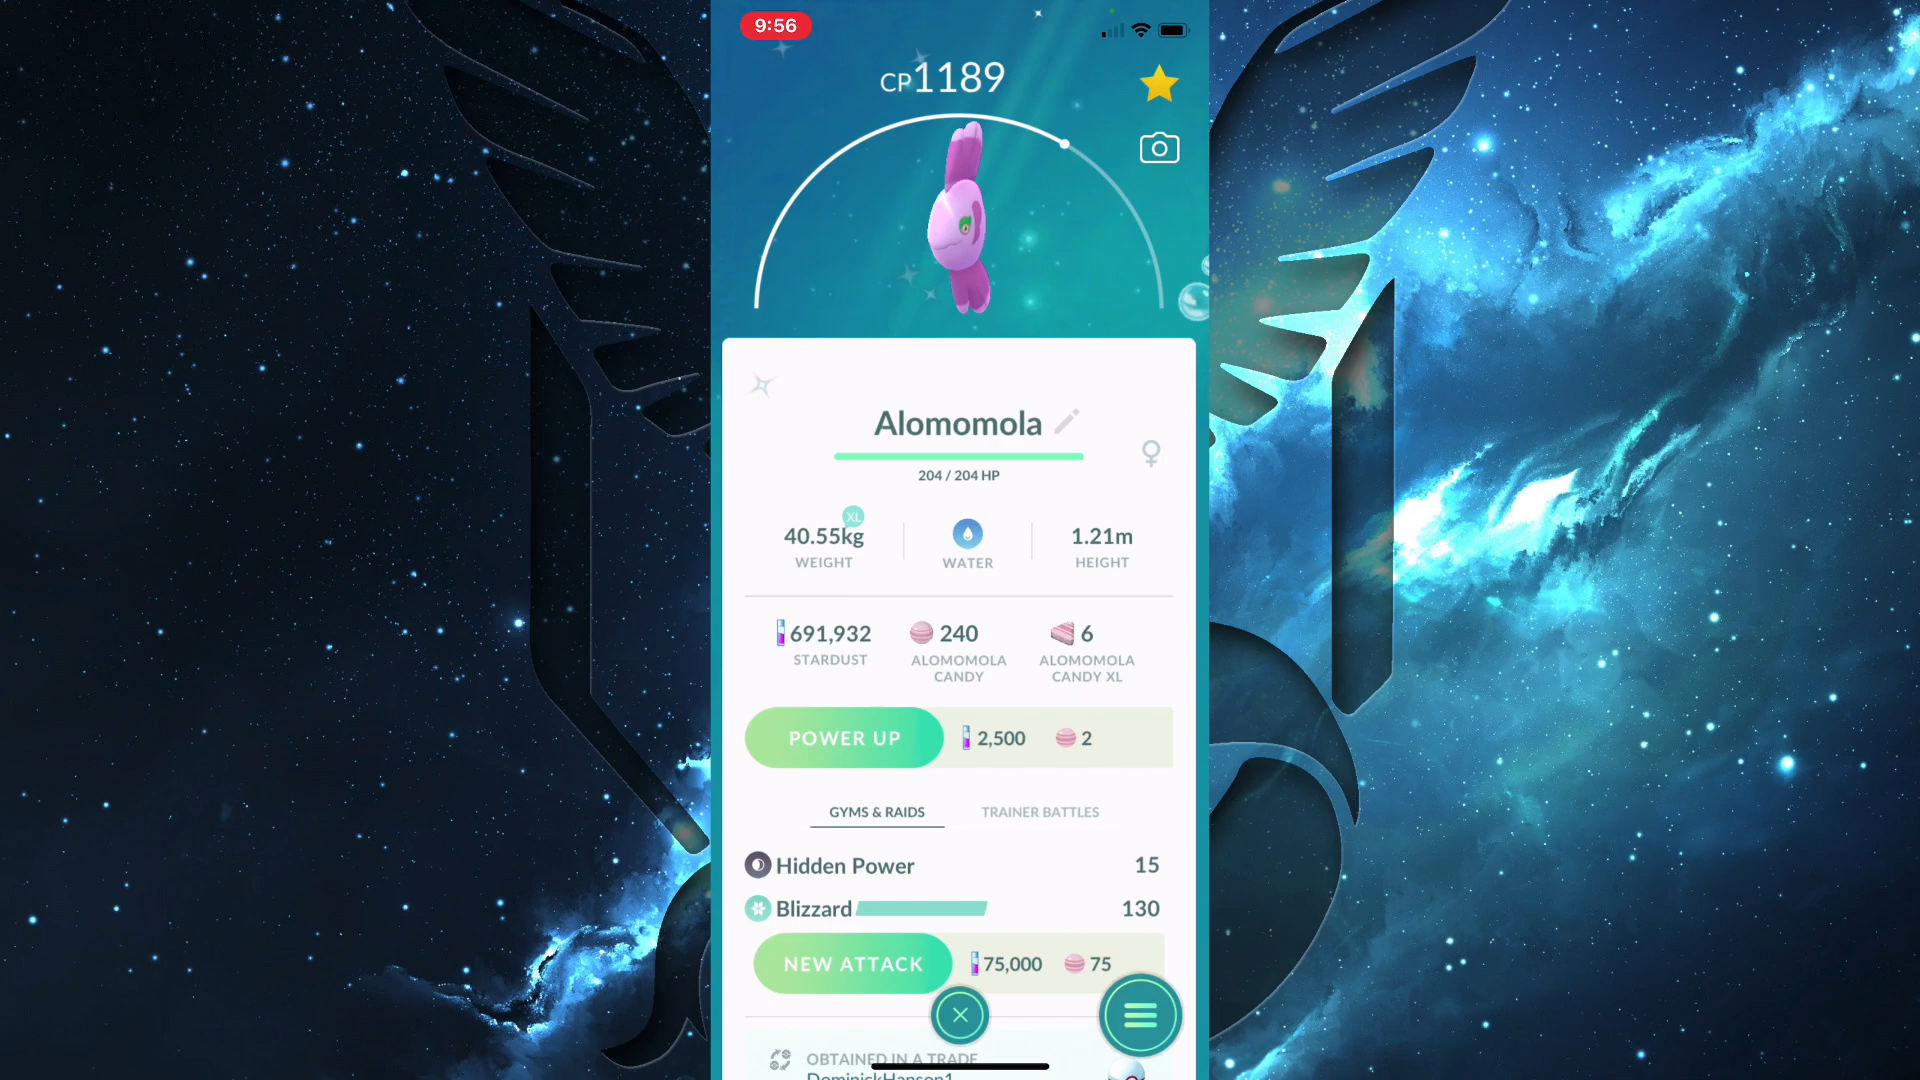 9:56
CP1189
Alomomola
204 / 204 HP
XL
40.55kg
WEIGHT
WATER
1.21m
HEIGHT
691,932
STARDUST
240
ALOMOMOLA
CANDY
6
ALOMOMOLA
CANDY XL
POWER UP
2,500
2
GYMS & RAIDS
TRAINER BATTLES
Hidden Power
15
Blizzard
130
NEW ATTACK
75,000
75
OBTAINED IN A TRADE
DominickHansen1